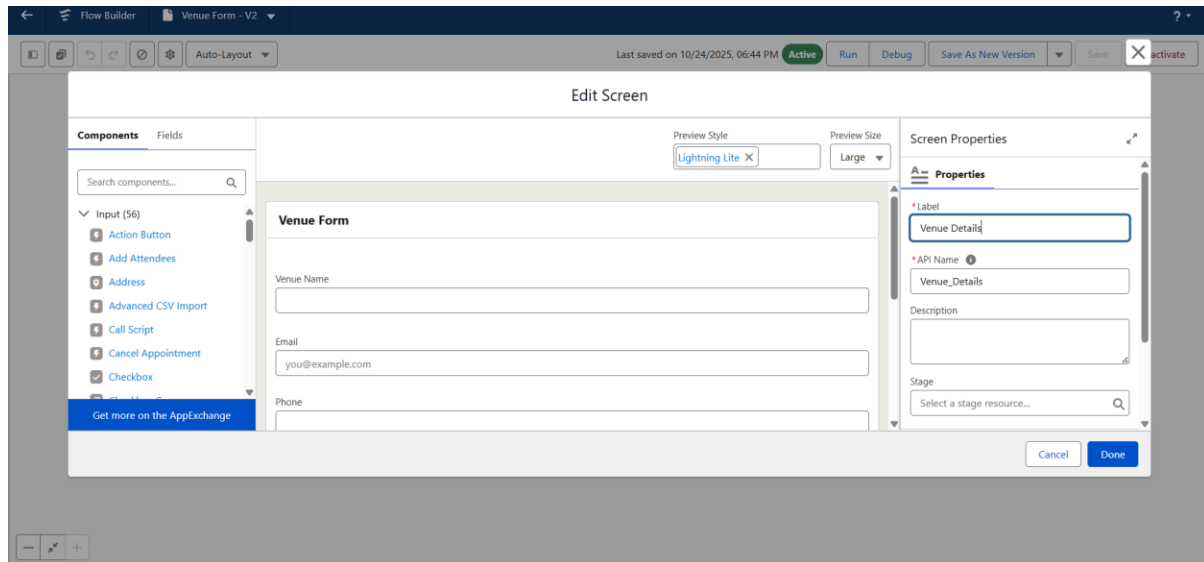 Flow Builder Venue Form - V2 ?
Auto-Layout Last saved on 10/24/2025, 06:44 PM Active Run Debug Save As New Version Save activate
Edit Screen
Components Fields
Preview Style
Lightning Lite
Preview Size
Large
Search components...
Input (56)
Action Button
Add Attendees
Address
Advanced CSV Import
Call Script
Cancel Appointment
Checkbox
Get more on the AppExchange
Venue Form
Venue Name
Email
you@example.com
Phone
Screen Properties
Properties
*Label
Venue Details
*API Name
Venue_Details
Description
Stage
Select a stage resource...
Cancel Done